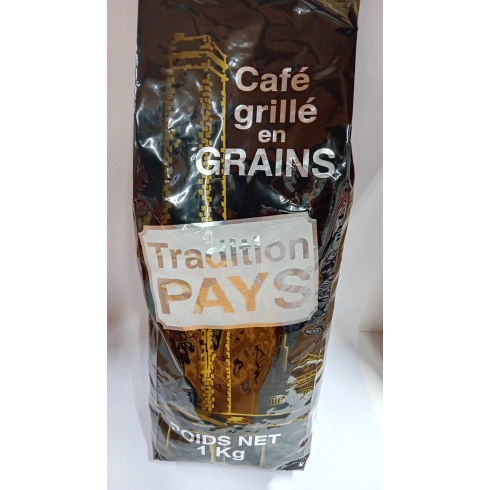 Café
grillé
en
GRAINS
Tradition
PAYS
POIDS NET
1 Kg